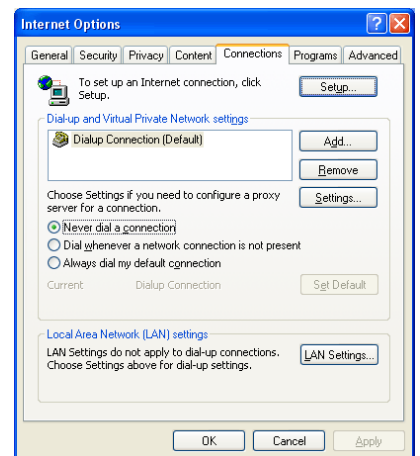 Internet Options
General Security Privacy Content Connections Programs Advanced
To set up an Internet connection, click
Setup.
Setup...
Dial-up and Virtual Private Network settings
Dialup Connection (Default)
Add...
Remove
Choose Settings if you need to configure a proxy
server for a connection.
Settings...
Never dial a connection
Dial whenever a network connection is not present
Always dial my default connection
Current Dialup Connection
Set Default
Local Area Network (LAN) settings
LAN Settings do not apply to dial-up connections.
Choose Settings above for dial-up settings.
LAN Settings...
OK Cancel Apply